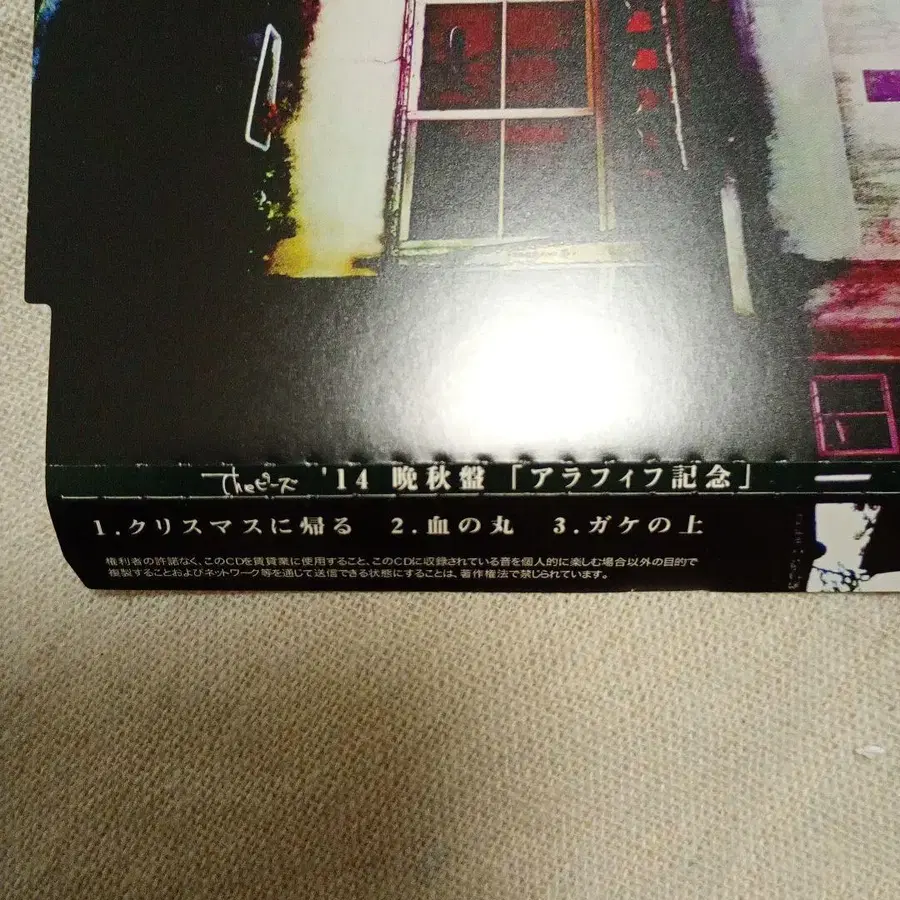 Theピーズ '14 晩秋盤「アラフィフ記念」
1.クリスマスに帰る 2.血の丸 3.ガケの上
権利者の許諾なく、このCDを賃貸業に使用すること、このCDに収録されている音を個人的に楽しむ場合以外の目的で
複製することおよびネットワーク等を通じて送信できる状態にすることは、著作権法で禁じられています。